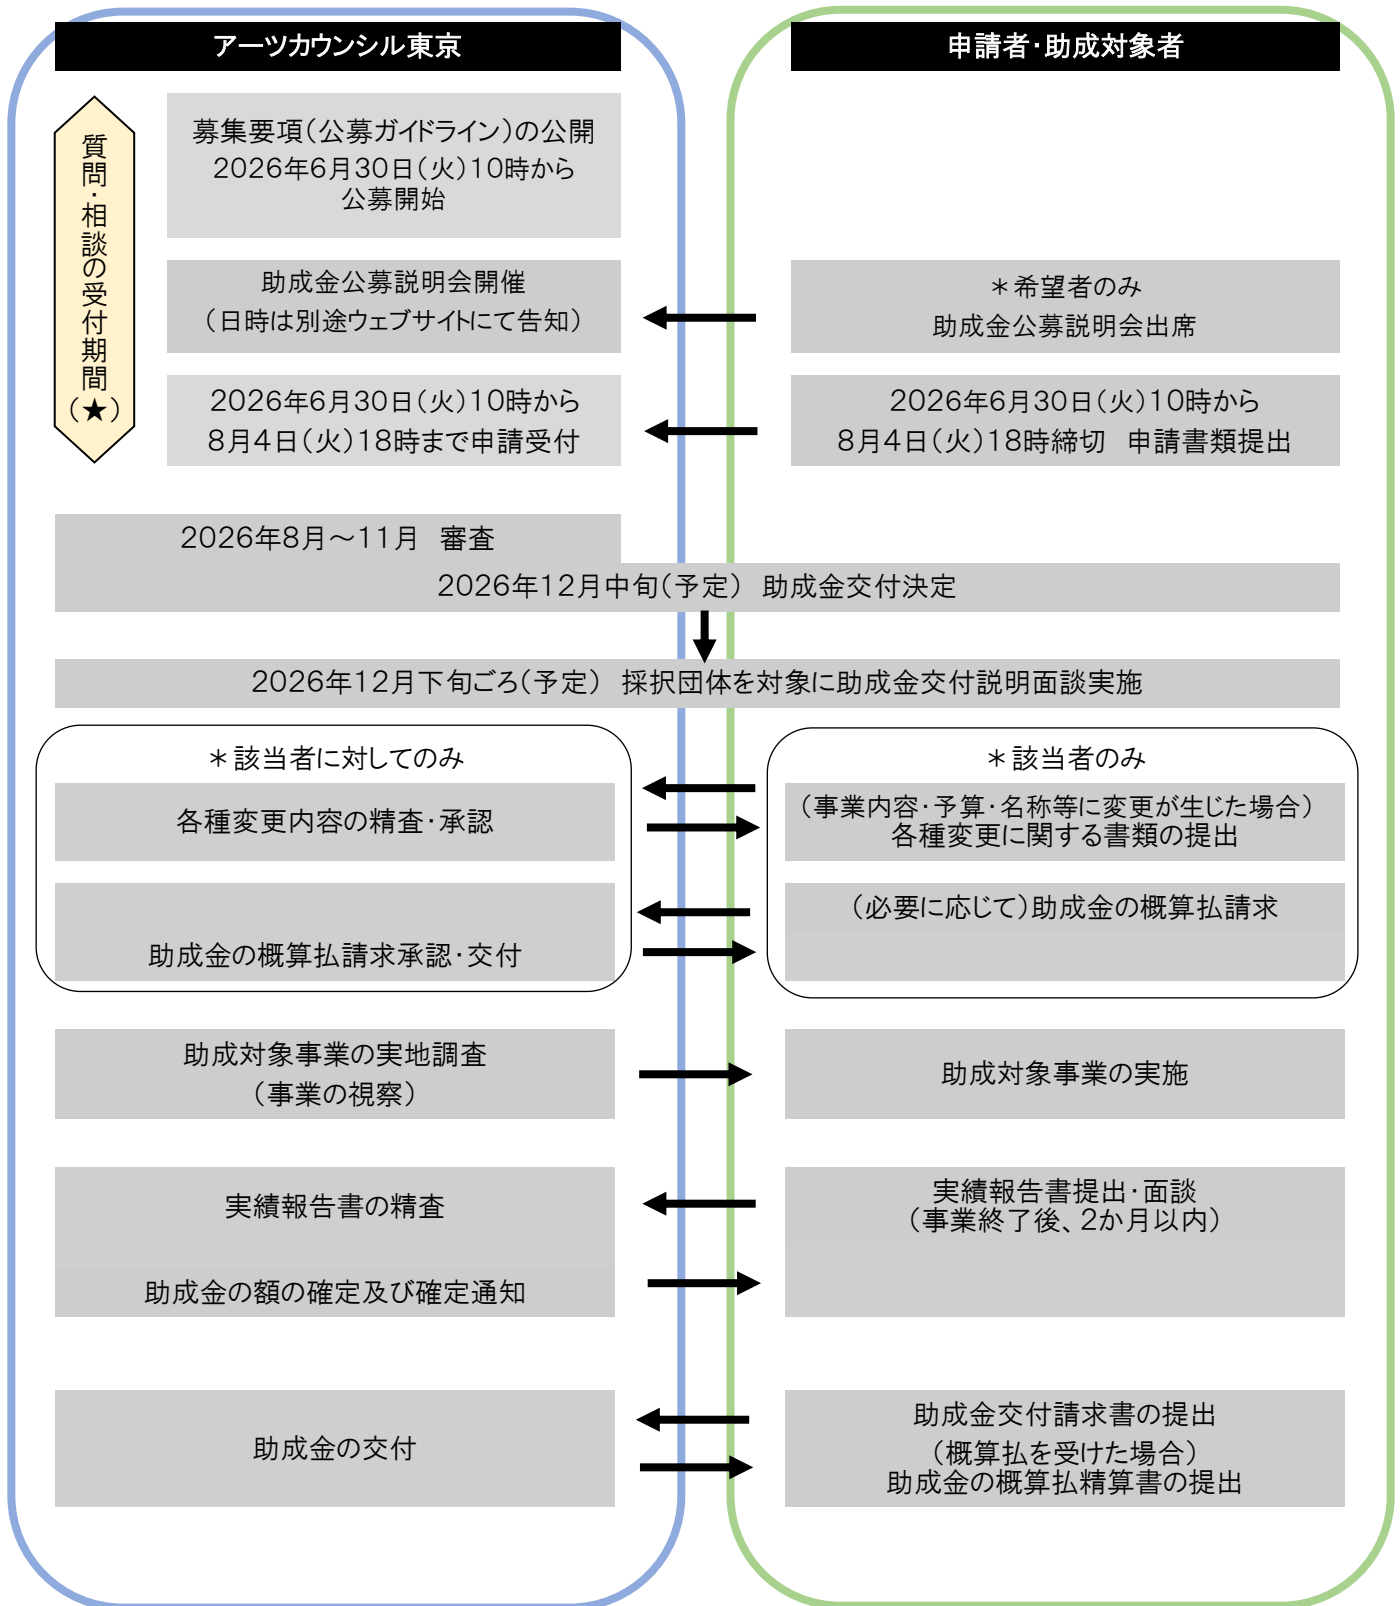 アーツカウンシル東京
申請者・助成対象者
質問・相談の受付期間(★)
募集要項(公募ガイドライン)の公開
2026年6月30日(火)10時から
公募開始
助成金公募説明会開催
(日時は別途ウェブサイトにて告知)
＊希望者のみ
助成金公募説明会出席
2026年6月30日(火)10時から
8月4日(火)18時まで申請受付
2026年6月30日(火)10時から
8月4日(火)18時締切　申請書類提出
2026年8月～11月　審査
2026年12月中旬(予定)　助成金交付決定
2026年12月下旬ごろ(予定)　採択団体を対象に助成金交付説明面談実施
＊該当者に対してのみ
各種変更内容の精査・承認
＊該当者のみ
(事業内容・予算・名称等に変更が生じた場合)
各種変更に関する書類の提出
(必要に応じて)助成金の概算払請求
助成金の概算払請求承認・交付
助成対象事業の実地調査
(事業の視察)
助成対象事業の実施
実績報告書の精査
実績報告書提出・面談
(事業終了後、2か月以内)
助成金の額の確定及び確定通知
助成金の交付
助成金交付請求書の提出
(概算払を受けた場合)
助成金の概算払精算書の提出